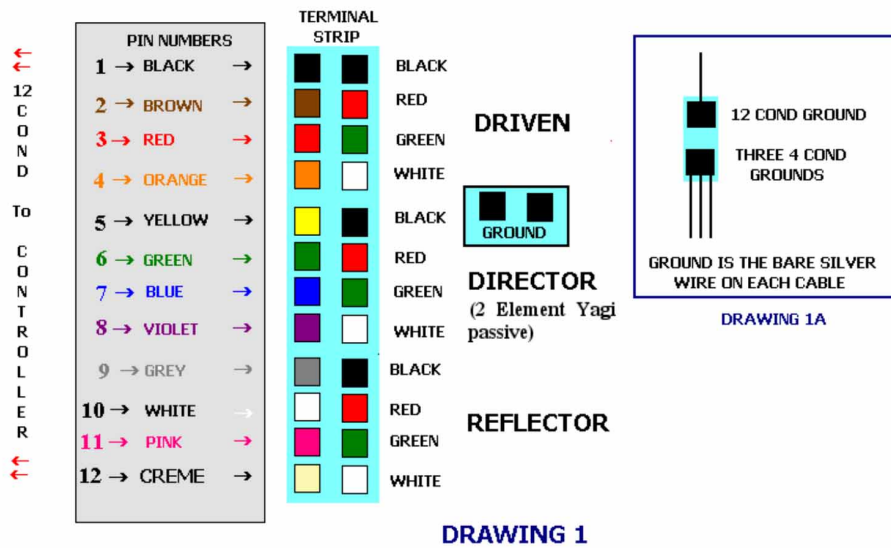 12 COND To CONTROLLER
PIN NUMBERS
1 → BLACK →
2 → BROWN →
3 → RED →
4 → ORANGE →
5 → YELLOW →
6 → GREEN →
7 → BLUE →
8 → VIOLET →
9 → GREY →
10 → WHITE →
11 → PINK →
12 → CREME →
TERMINAL
STRIP
BLACK
RED
GREEN
WHITE
BLACK
RED
GREEN
WHITE
BLACK
RED
GREEN
WHITE
DRIVEN
GROUND
DIRECTOR
(2 Element Yagi
passive)
REFLECTOR
12 COND GROUND
THREE 4 COND
GROUNDS
GROUND IS THE BARE SILVER
WIRE ON EACH CABLE
DRAWING 1A
DRAWING 1